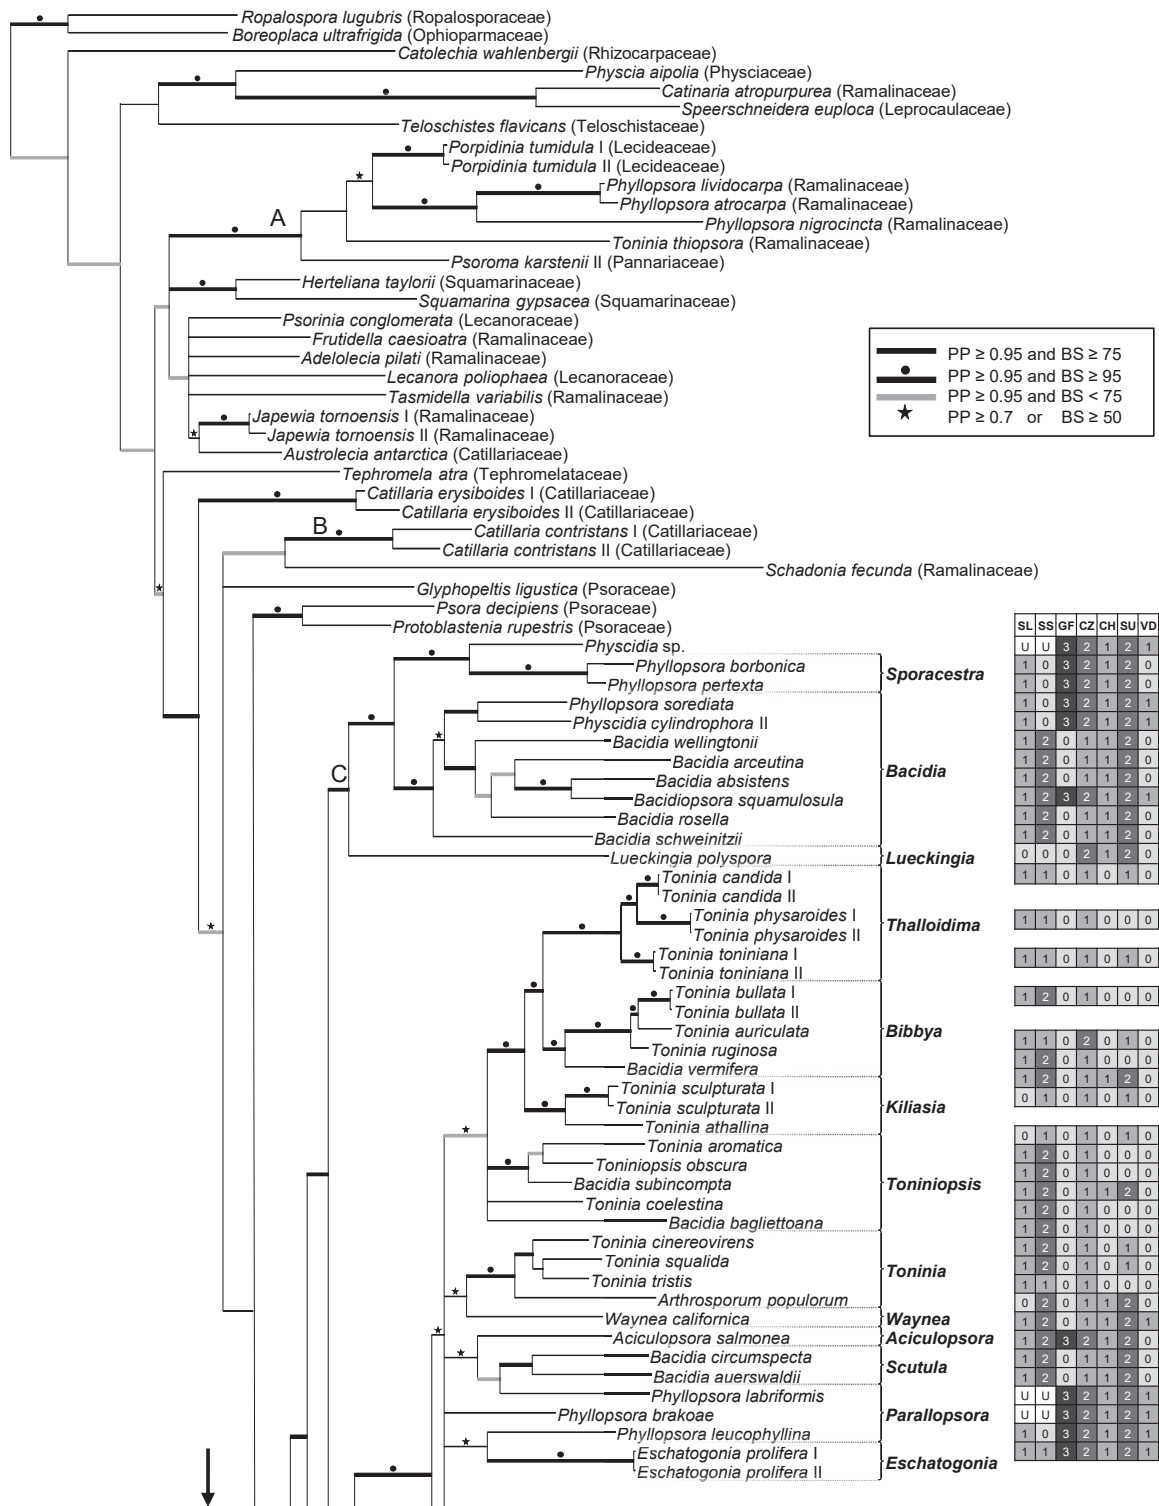 Ropalospora lugubris (Ropalosporaceae)
Boreoplaca ultrafrigida (Ophioparmaceae)
Catolechia wahlenbergii (Rhizocarpaceae)
Physcia aipolia (Physciaceae)
Catinaria atropurpurea (Ramalinaceae)
Speerschneidera euploca (Leprocaulaceae)
Teloschistes flavicans (Teloschistaceae)
Porpidinia tumidula I (Lecideaceae)
Porpidinia tumidula II (Lecideaceae)
Phyllopsora lividocarpa (Ramalinaceae)
Phyllopsora atrocarpa (Ramalinaceae)
A
Phyllopsora nigrocincta (Ramalinaceae)
Toninia thiopsora (Ramalinaceae)
Psoroma karstenii II (Pannariaceae)
Herteliana taylorii (Squamarinaceae)
Squamarina gypsacea (Squamarinaceae)
Psorinia conglomerata (Lecanoraceae)
Frutidella caesioatra (Ramalinaceae)
Adelolecia pilati (Ramalinaceae)
Lecanora poliophaea (Lecanoraceae)
Tasmidella variabilis (Ramalinaceae)
Japewia tornoensis I (Ramalinaceae)
Japewia tornoensis II (Ramalinaceae)
Austrolecia antarctica (Catillariaceae)
PP ≥ 0.95 and BS ≥ 75
PP ≥ 0.95 and BS ≥ 95
PP ≥ 0.95 and BS < 75
PP ≥ 0.7 or BS ≥ 50
Tephromela atra (Tephromelataceae)
Catillaria erysiboides I (Catillariaceae)
Catillaria erysiboides II (Catillariaceae)
B
Catillaria contristans I (Catillariaceae)
Catillaria contristans II (Catillariaceae)
Schadonia fecunda (Ramalinaceae)
Glyphopeltis ligustica (Psoraceae)
Psora decipiens (Psoraceae)
Protoblastenia rupestris (Psoraceae)
SL SS GF CZ CH SU VD
Physcidia sp. U U 3 2 1 2 1
Phyllopsora borbonica 1 0 3 2 1 2 0
Sporacestra
Phyllopsora pertexta 1 0 3 2 1 2 0
Phyllopsora sorediata 1 0 3 2 1 2 1
Physcidia cylindrophora II 1 0 3 2 1 2 1
Bacidia wellingtonii 1 2 0 1 1 2 0
Bacidia arceutina 1 2 0 1 1 2 0
Bacidia
C
Bacidia absistens 1 2 0 1 1 2 0
Bacidiopsora squamulosula 1 2 3 2 1 2 1
Bacidia rosella 1 2 0 1 1 2 0
Bacidia schweinitzii 1 2 0 1 1 2 0
Lueckingia polyspora Lueckingia 0 0 0 2 1 2 0
Toninia candida I 1 1 0 1 0 1 0
Toninia candida II
Toninia physaroides I 1 1 0 1 0 0 0
Thalloidima
Toninia physaroides II
Toninia toniniana I 1 1 0 1 0 1 0
Toninia toniniana II
Toninia bullata I 1 2 0 1 0 0 0
Toninia bullata II
Toninia auriculata 1 1 0 2 0 1 0
Bibbya
Toninia ruginosa 1 2 0 1 0 0 0
Bacidia vermifera 1 2 0 1 1 2 0
Toninia sculpturata I 0 1 0 1 0 1 0
Kiliasia
Toninia sculpturata II
Toninia athallina 0 1 0 1 0 1 0
Toninia aromatica 1 2 0 1 0 0 0
Toniniopsis obscura 1 2 0 1 0 0 0
Bacidia subincompta 1 2 0 1 1 2 0
Toniniopsis
Toninia coelestina 1 2 0 1 0 0 0
Bacidia bagliettoana 1 2 0 1 0 0 0
Toninia cinereovirens 1 2 0 1 0 1 0
Toninia squalida 1 2 0 1 0 1 0
Toninia
Toninia tristis 1 1 0 1 0 0 0
Arthrosporum populorum 0 2 0 1 1 2 0
Waynea californica Waynea 1 2 0 1 1 2 1
Aciculopsora salmonea Aciculopsora 1 2 3 2 1 2 0
Bacidia circumspecta 1 2 0 1 1 2 0
Scutula
Bacidia auerswaldii 1 2 0 1 1 2 0
Phyllopsora labriformis U U 3 2 1 2 1
Phyllopsora brakoae Parallopsora U U 3 2 1 2 1
Phyllopsora leucophyllina 1 0 3 2 1 2 1
Eschatogonia prolifera I 1 1 3 2 1 2 1
Eschatogonia
Eschatogonia prolifera II